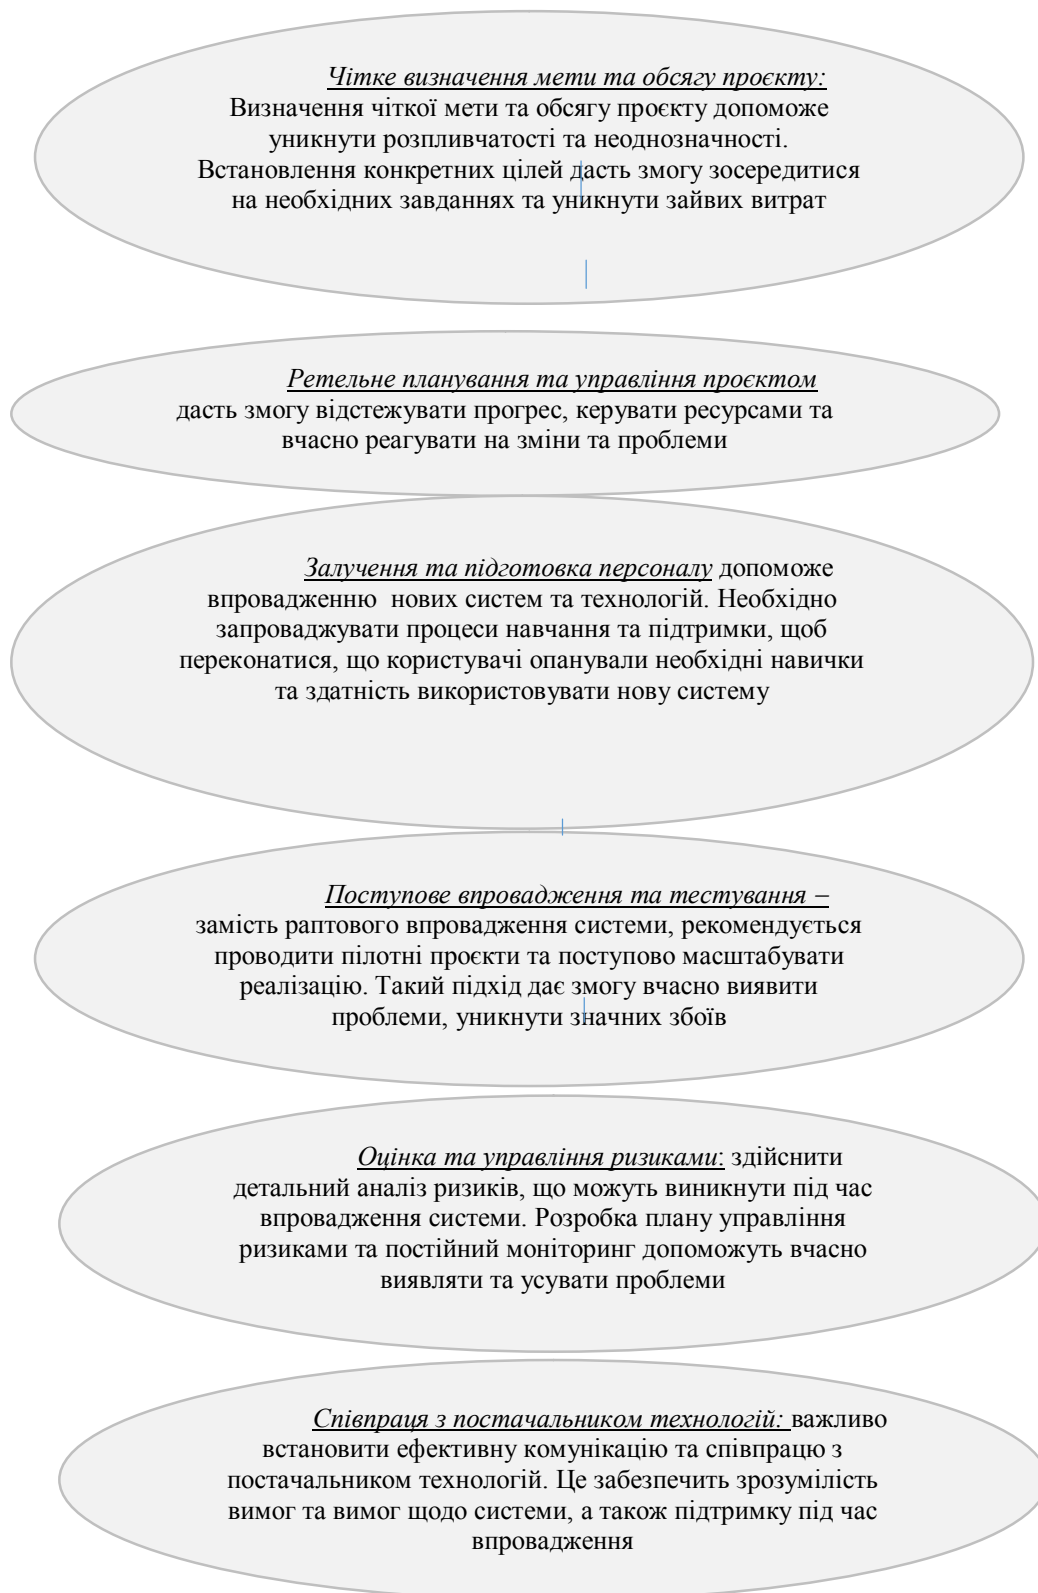 Чітке визначення мети та обсягу проєкту:
Визначення чіткої мети та обсягу проєкту допоможе
уникнути розпливчатості та неоднозначності.
Встановлення конкретних цілей дасть змогу зосередитися
на необхідних завданнях та уникнути зайвих витрат
Ретельне планування та управління проєктом
дасть змогу відстежувати прогрес, керувати ресурсами та
вчасно реагувати на зміни та проблеми
Залучення та підготовка персоналу допоможе
впровадженню нових систем та технологій. Необхідно
запроваджувати процеси навчання та підтримки, щоб
переконатися, що користувачі опанували необхідні навички
та здатність використовувати нову систему
Поступове впровадження та тестування –
замість раптового впровадження системи, рекомендується
проводити пілотні проєкти та поступово масштабувати
реалізацію. Такий підхід дає змогу вчасно виявити
проблеми, уникнути значних збоїв
Оцінка та управління ризиками: здійснити
детальний аналіз ризиків, що можуть виникнути під час
впровадження системи. Розробка плану управління
ризиками та постійний моніторинг допоможуть вчасно
виявляти та усувати проблеми
Співпраця з постачальником технологій: важливо
встановити ефективну комунікацію та співпрацю з
постачальником технологій. Це забезпечить зрозумілість
вимог та вимог щодо системи, а також підтримку під час
впровадження